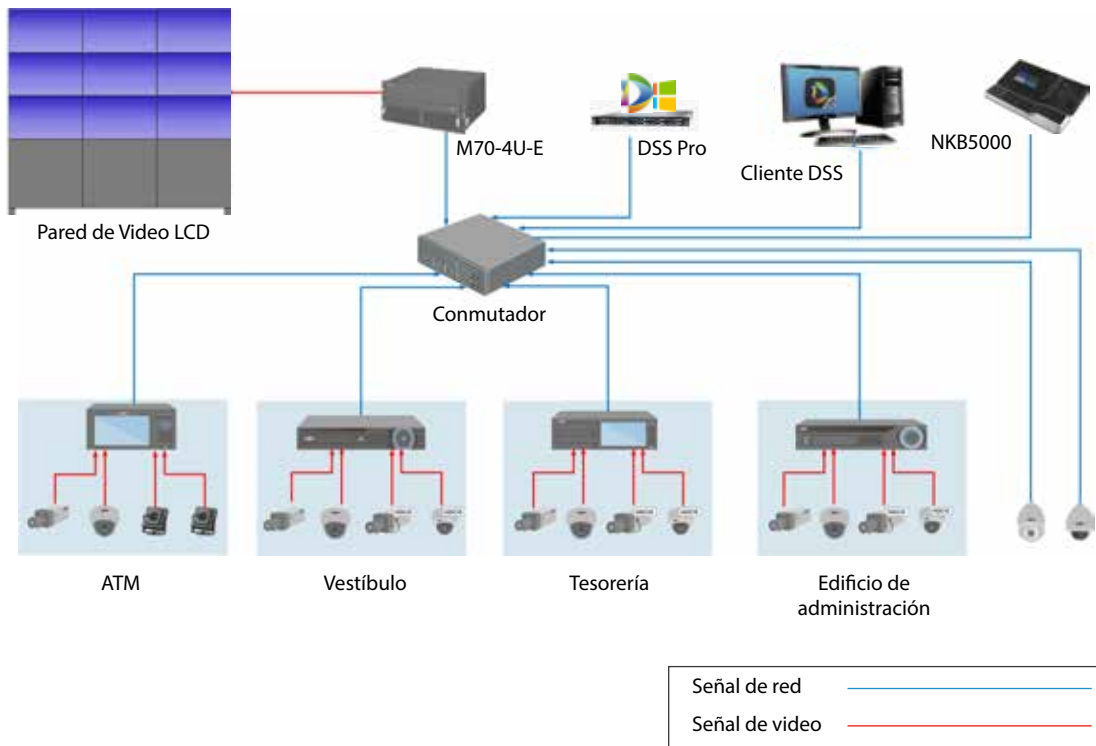 M70-4U-E
DSS Pro
Cliente DSS
NKB5000
Pared de Video LCD
Conmutador
ATM
Vestíbulo
Tesorería
Edificio de
administración
Señal de red
Señal de video